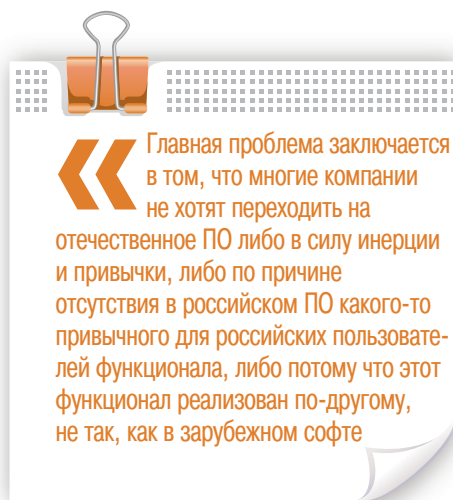 « Главная проблема заключается
в том, что многие компании
не хотят переходить на
отечественное ПО либо в силу инерции
и привычки, либо по причине
отсутствия в российском ПО какого-то
привычного для российских пользовате-
лей функционала, либо потому что этот
функционал реализован по-другому,
не так, как в зарубежном софте